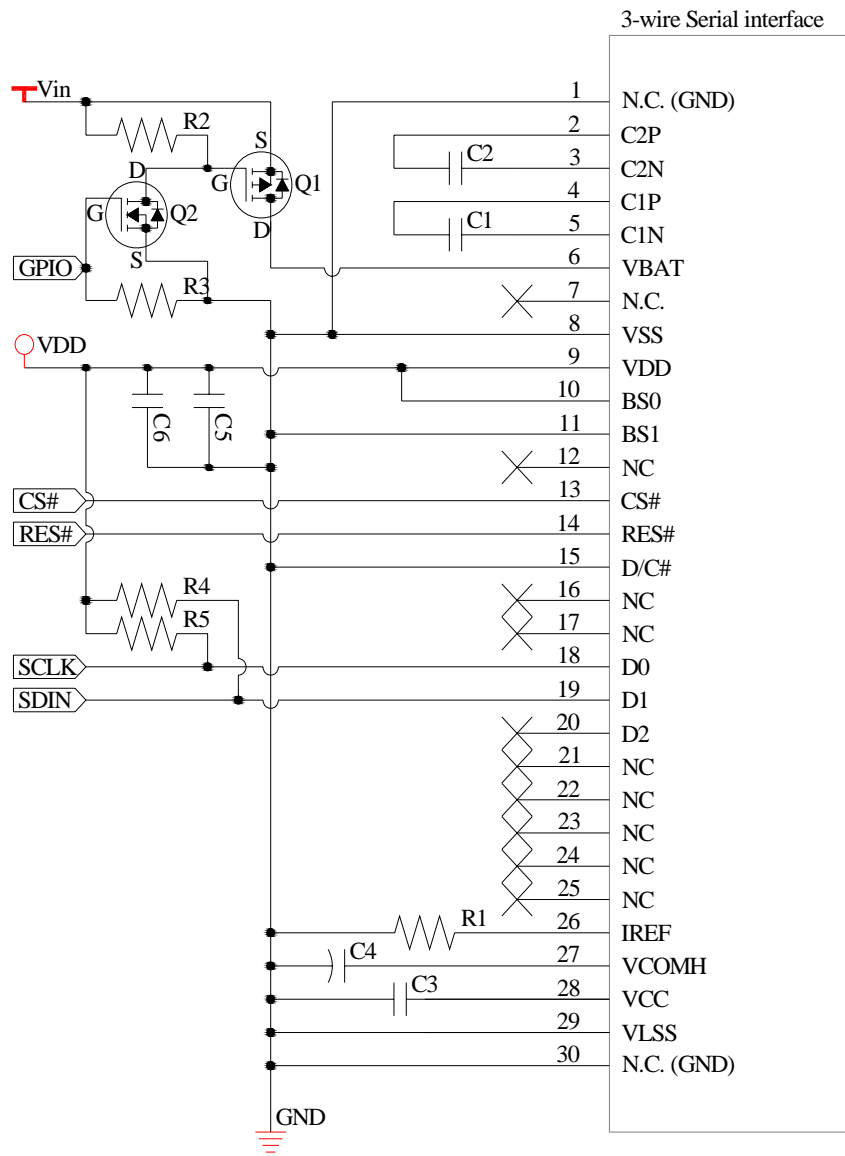 3-wire Serial interface
Vin
1 N.C. (GND)
R2
2 C2P
S
C2
D
3 C2N
G
Q1
4 C1P
G
Q2
C1
D
5 C1N
S
GPIO
6 VBAT
R3
7 N.C.
8 VSS
VDD
9 VDD
10 BS0
C6
C5
11 BS1
12 NC
CS#
13 CS#
RES#
14 RES#
15 D/C#
R4
16 NC
R5
17 NC
SCLK
18 D0
SDIN
19 D1
20 D2
21 NC
22 NC
23 NC
24 NC
25 NC
R1
26 IREF
C4
27 VCOMH
C3
28 VCC
29 VLSS
30 N.C. (GND)
GND